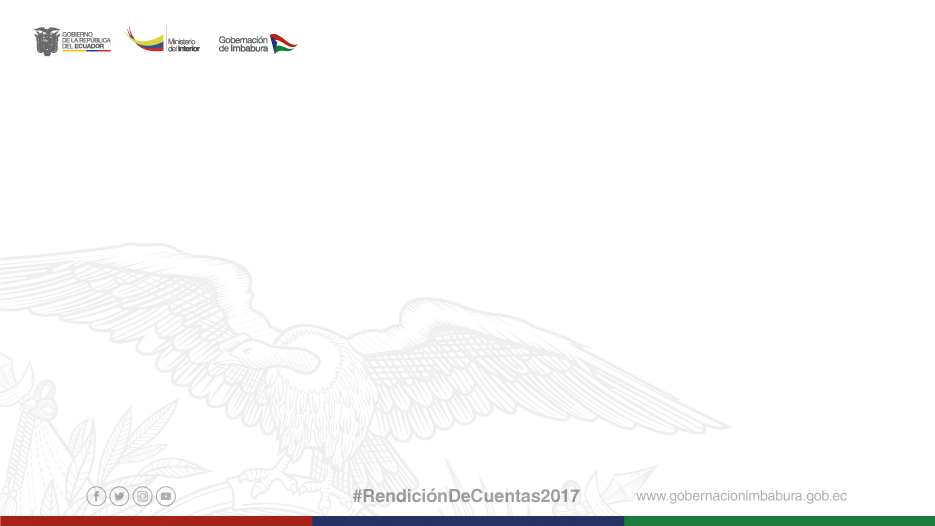 GOBIERNO
DE LA REPÚBLICA
DEL ECUADOR
Ministerio
del Interior
Gobernación
de Imbabura
#RendiciónDeCuentas2017
www.gobernacionimbabura.gob.ec